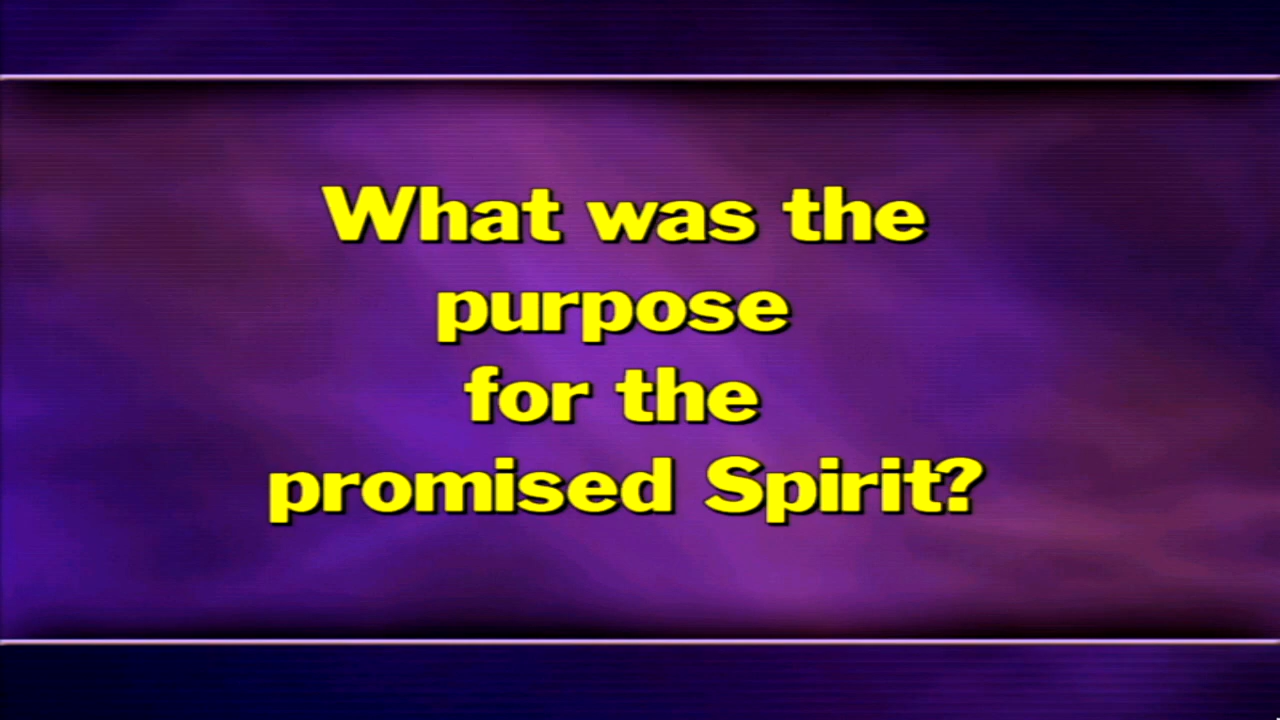 What was the
purpose
for the
promised Spirit?